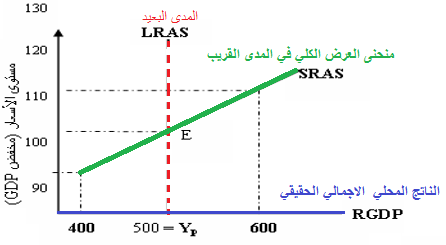 130
120
110
100
90
مستوى الأسعار (مخفض GDP)
المدى البعيد
LRAS
منحنى العرض الكلي في المدى القريب
SRAS
E
الناتج المحلي الاجمالي الحقيقي
RGDP
400
500 = Yₚ
600